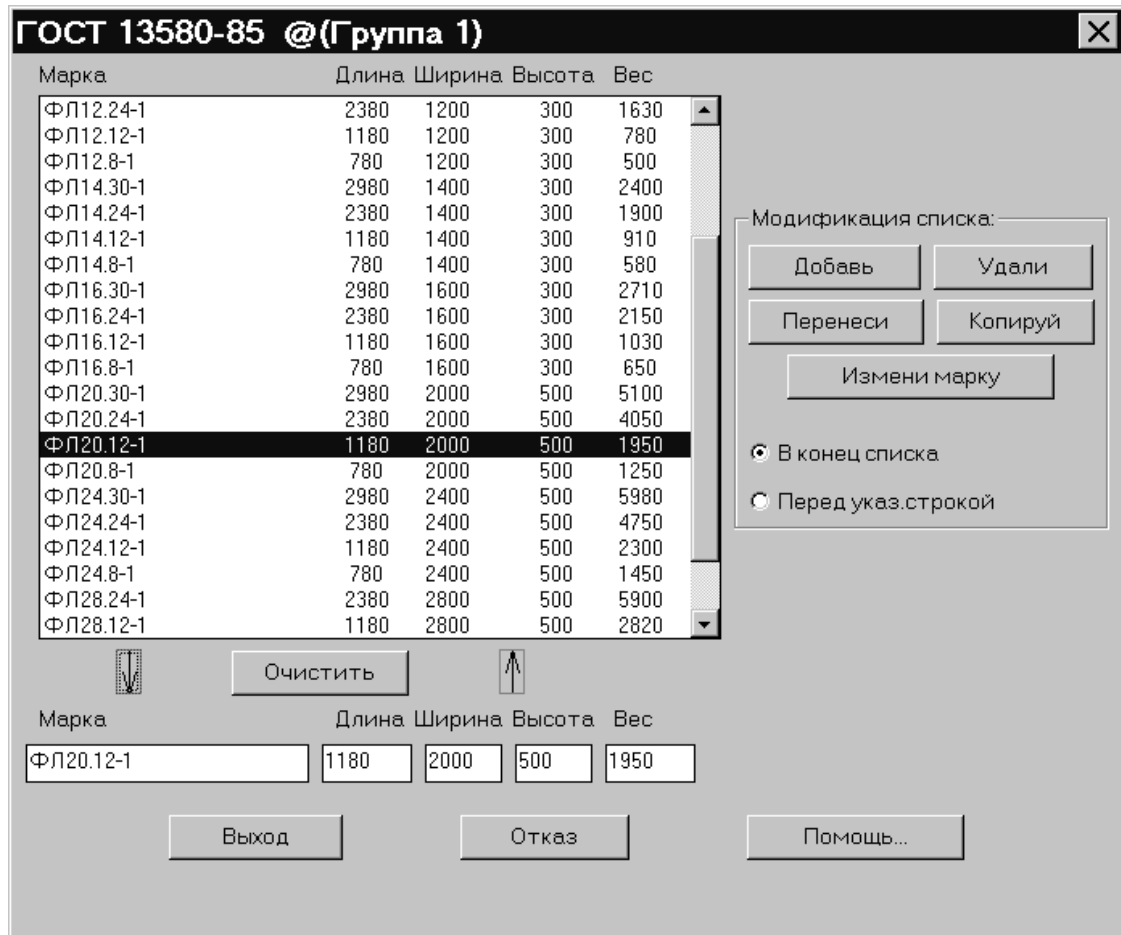 ГОСТ 13580-85 @(Группа 1)
Марка Длина Ширина Высота Вес
ФЛ12.24-1 2380 1200 300 1630
ФЛ12.12-1 1180 1200 300 780
ФЛ12.8-1 780 1200 300 500
ФЛ14.30-1 2980 1400 300 2400
ФЛ14.24-1 2380 1400 300 1900
ФЛ14.12-1 1180 1400 300 910
ФЛ14.8-1 780 1400 300 580
ФЛ16.30-1 2980 1600 300 2710
ФЛ16.24-1 2380 1600 300 2150
ФЛ16.12-1 1180 1600 300 1030
ФЛ16.8-1 780 1600 300 650
ФЛ20.30-1 2980 2000 500 5100
ФЛ20.24-1 2380 2000 500 4050
ФЛ20.12-1 1180 2000 500 1950
ФЛ20.8-1 780 2000 500 1250
ФЛ24.30-1 2980 2400 500 5980
ФЛ24.24-1 2380 2400 500 4750
ФЛ24.12-1 1180 2400 500 2300
ФЛ24.8-1 780 2400 500 1450
ФЛ28.24-1 2380 2800 500 5900
ФЛ28.12-1 1180 2800 500 2820
Модификация списка:
Добавь Удали
Перенеси Копируй
Измени марку
В конец списка
Перед указ.строкой
Очистить
Марка Длина Ширина Высота Вес
ФЛ20.12-1 1180 2000 500 1950
Выход Отказ Помощь...